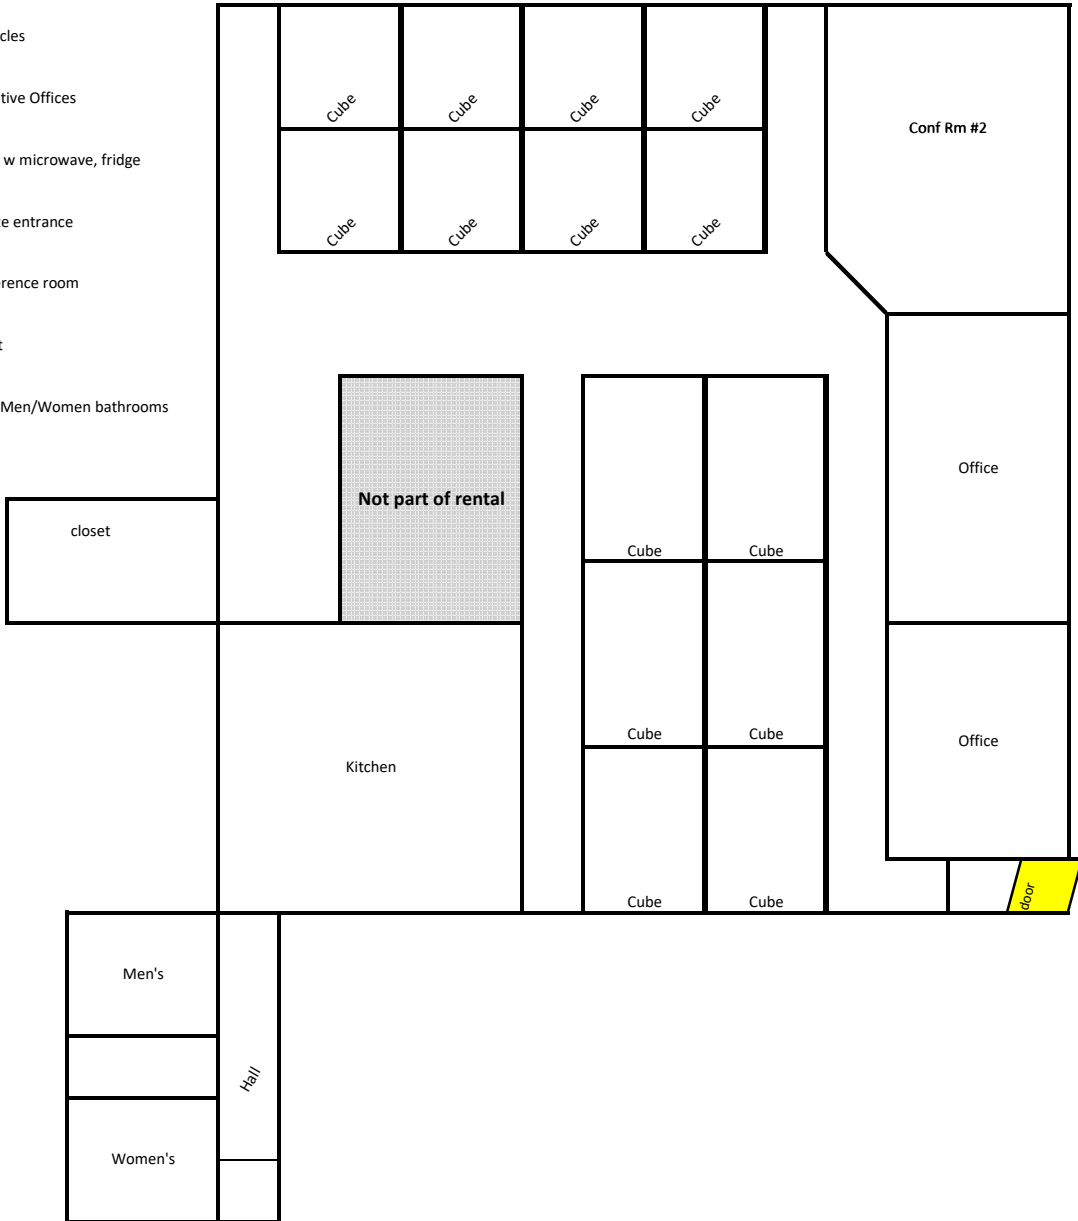 cles
tive Offices
w microwave, fridge
te entrance
erence room
t
Men/Women bathrooms
Cube
Cube
Cube
Cube
Conf Rm #2
Cube
Cube
Cube
Cube
Office
Not part of rental
closet
Cube
Cube
Cube
Cube
Office
Kitchen
Cube
Cube
door
Men's
Hall
Women's